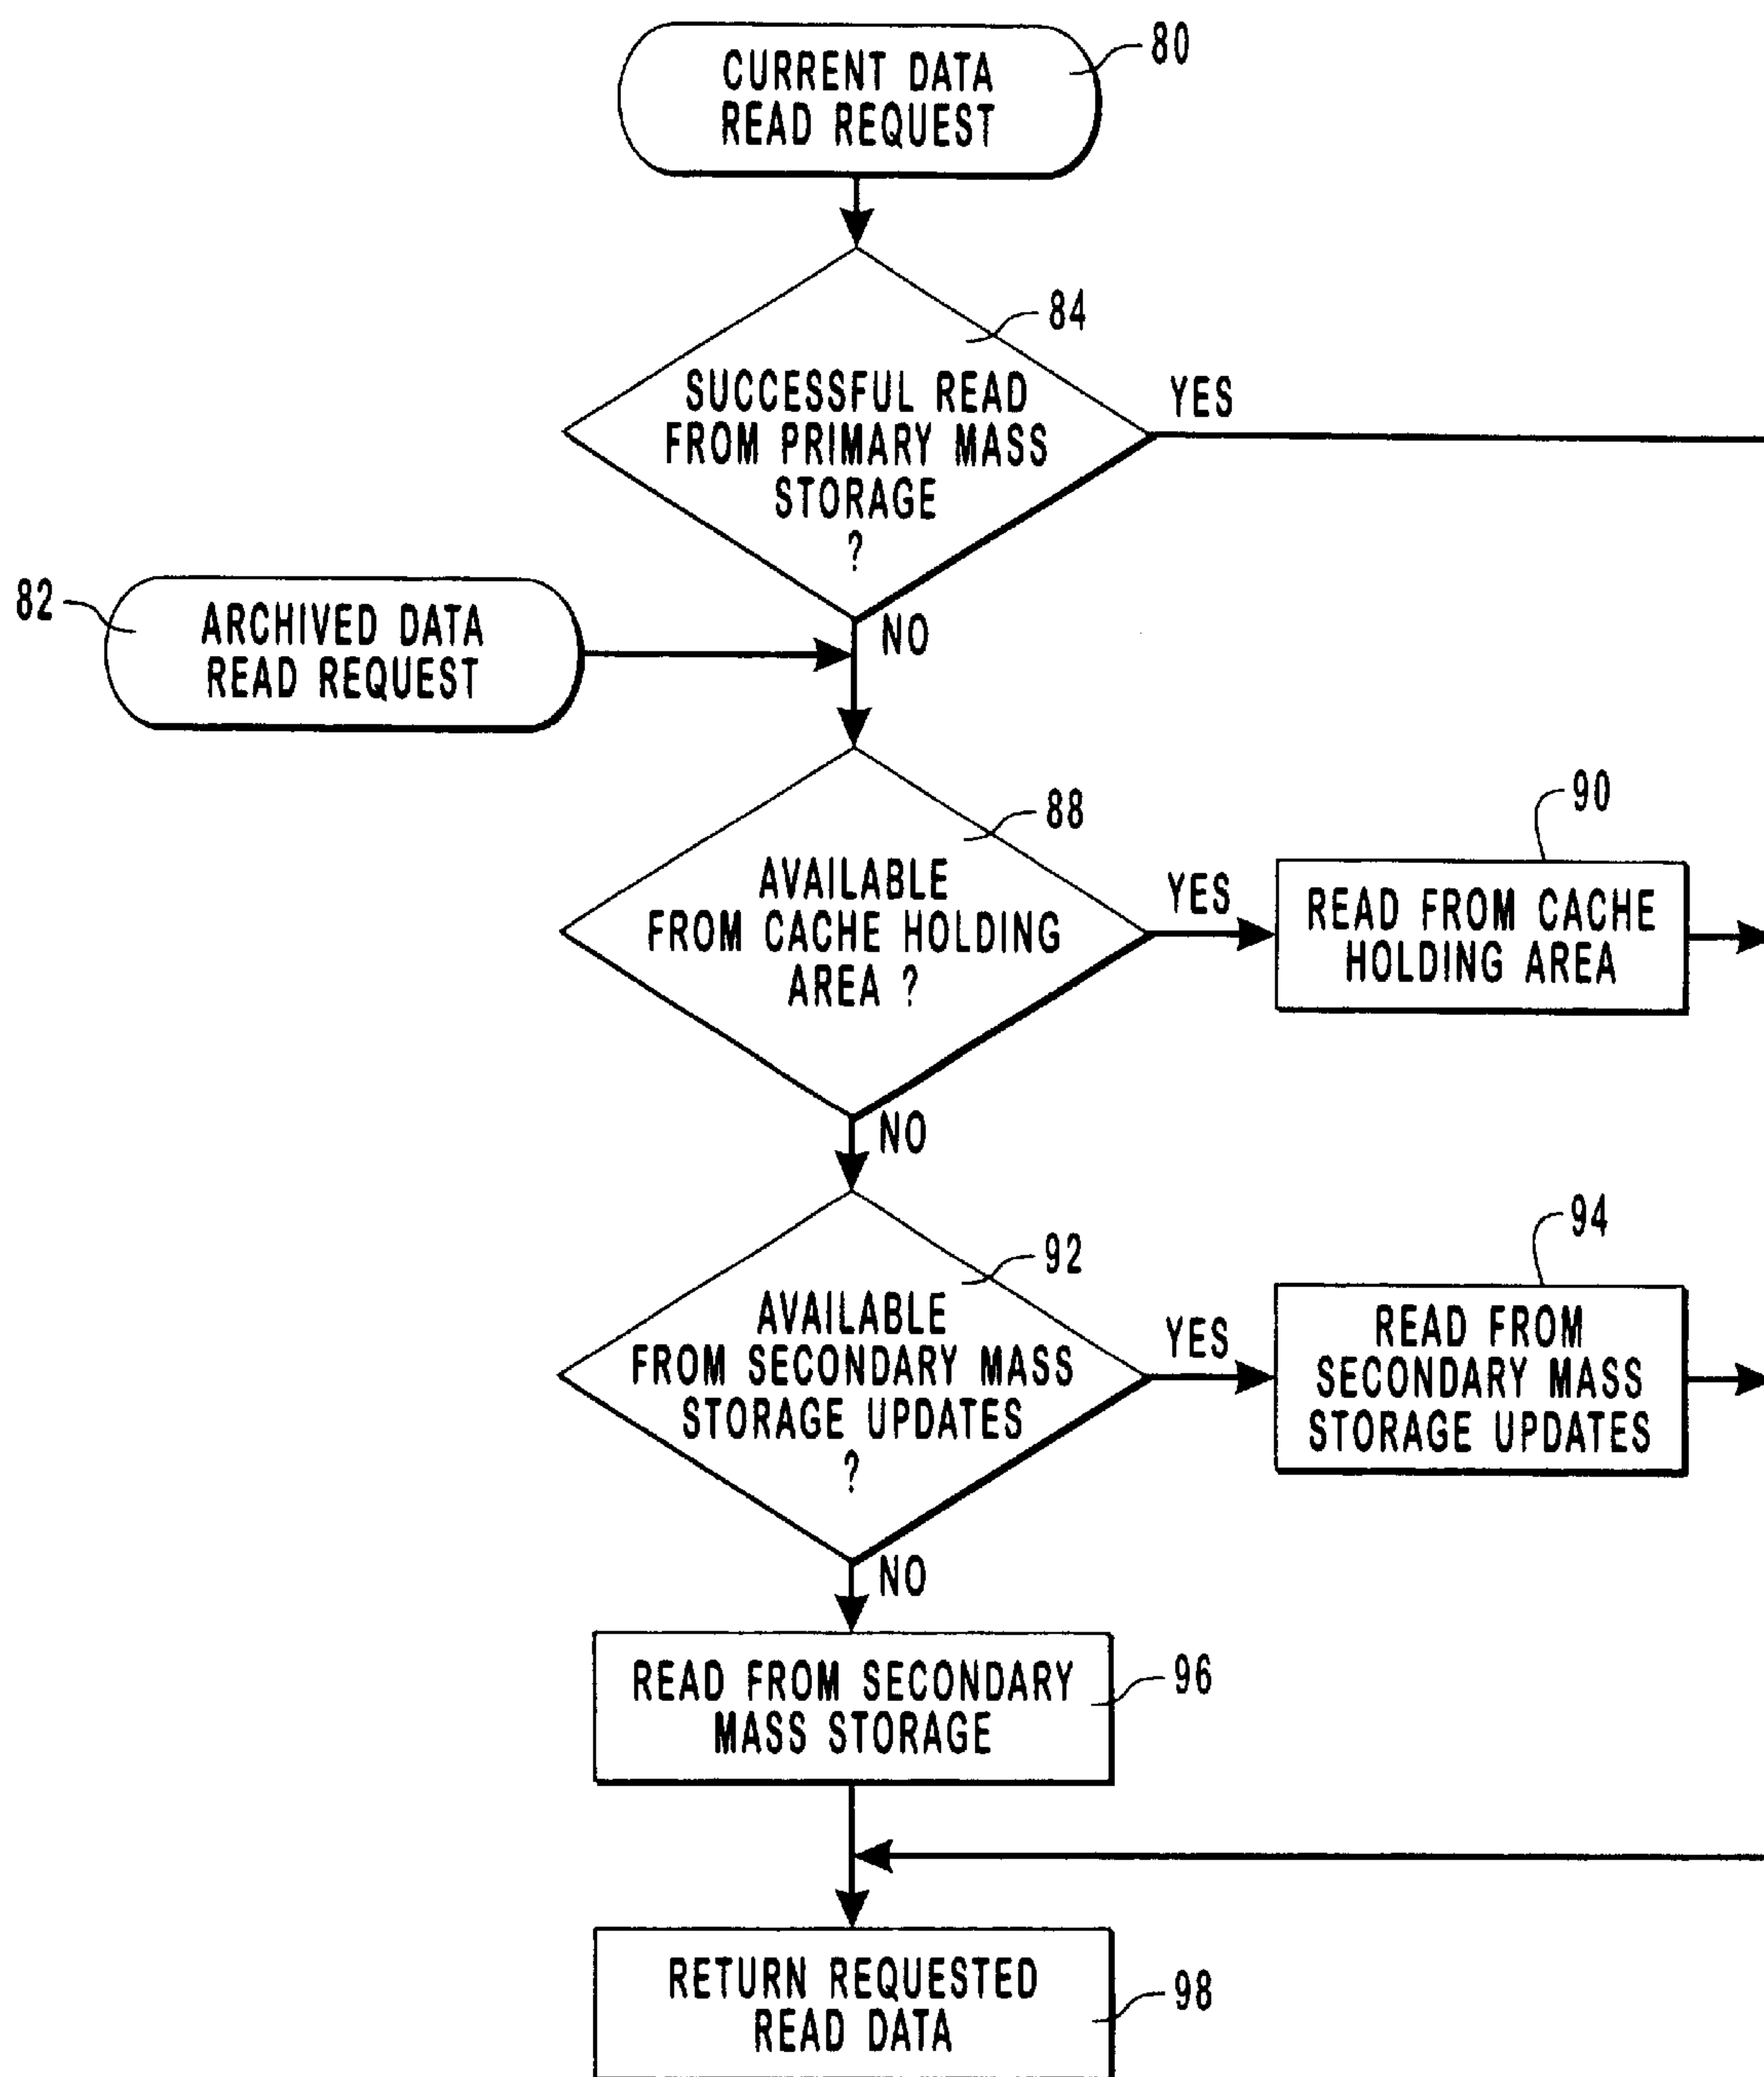 CURRENT DATA
READ REQUEST
80
84
SUCCESSFUL READ
FROM PRIMARY MASS
STORAGE
?
YES
NO
82
ARCHIVED DATA
READ REQUEST
88
AVAILABLE
FROM CACHE HOLDING
AREA ?
YES
NO
90
READ FROM CACHE
HOLDING AREA
92
AVAILABLE
FROM SECONDARY MASS
STORAGE UPDATES
?
YES
NO
94
READ FROM
SECONDARY MASS
STORAGE UPDATES
READ FROM SECONDARY
MASS STORAGE
96
RETURN REQUESTED
READ DATA
98